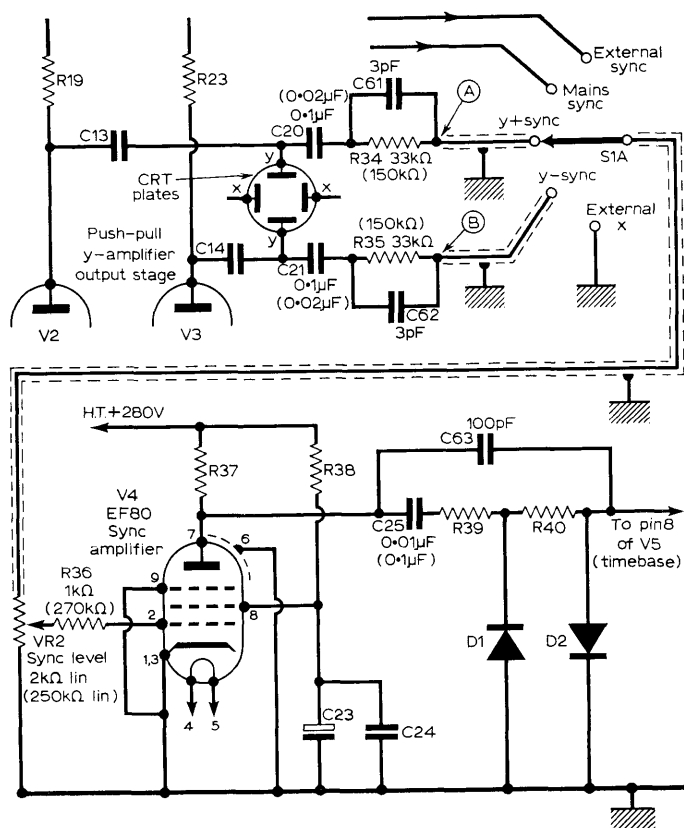 R19
R23
External
sync
Mains
sync
3pF
C61
(0·02µF)
0·1µF
C20
A
y+sync
C13
R34 33kΩ
(150kΩ)
S1A
y
CRT
plates
x
x
y
y-sync
External
x
(150kΩ)
R35 33kΩ
B
Push-pull
y-amplifier
output stage
C14
C21
0·1µF
(0·02µF)
C62
3pF
V2
V3
H.T.+280V
100pF
C63
R37
R38
V4
EF80
Sync
amplifier
7
6
C25
0·01µF
(0·1µF)
R39
R40
To pin8
of V5
(timebase)
R36
1kΩ
(270kΩ)
9
2
8
VR2
Sync level
2kΩ lin
(250kΩ lin)
1,3
4
5
D1
D2
C23
C24